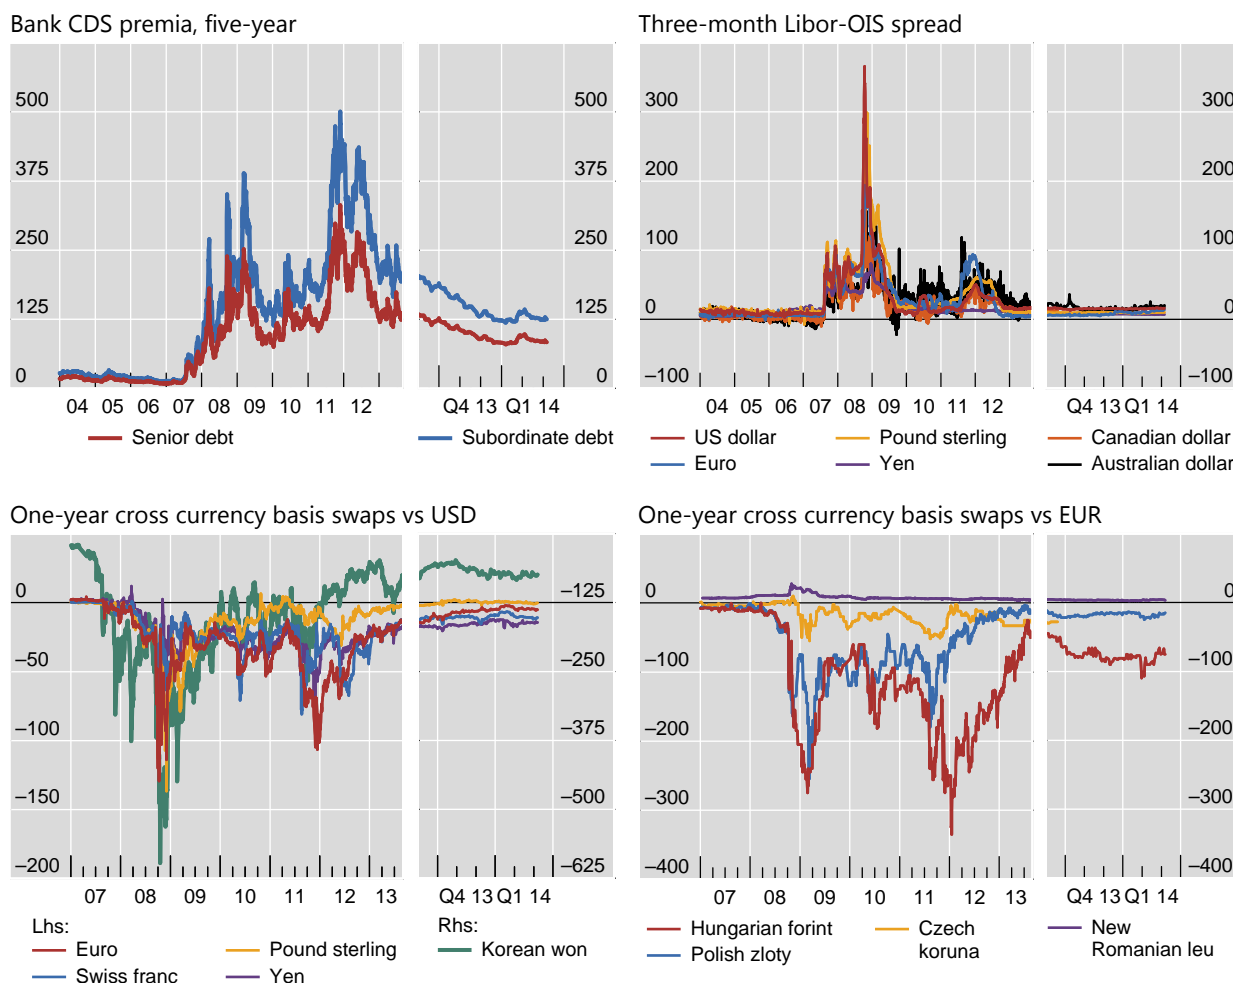 Bank CDS premia, five-year
500 500
375 375
250 250
125 125
0 0
04 05 06 07 08 09 10 11 12 Q4 13 Q1 14
Senior debt Subordinate debt
Three-month Libor-OIS spread
300 300
200 200
100 100
0 0
–100 –100
04 05 06 07 08 09 10 11 12 Q4 13 Q1 14
US dollar Pound sterling Canadian dollar
Euro Yen Australian dollar
One-year cross currency basis swaps vs USD
0 –125
–50 –250
–100 –375
–150 –500
–200 –625
07 08 09 10 11 12 13 Q4 13 Q1 14
Lhs: Rhs:
Euro Pound sterling Korean won
Swiss franc Yen
One-year cross currency basis swaps vs EUR
0 0
–100 –100
–200 –200
–300 –300
–400 –400
07 08 09 10 11 12 13 Q4 13 Q1 14
Hungarian forint Czech New
Polish zloty koruna Romanian leu